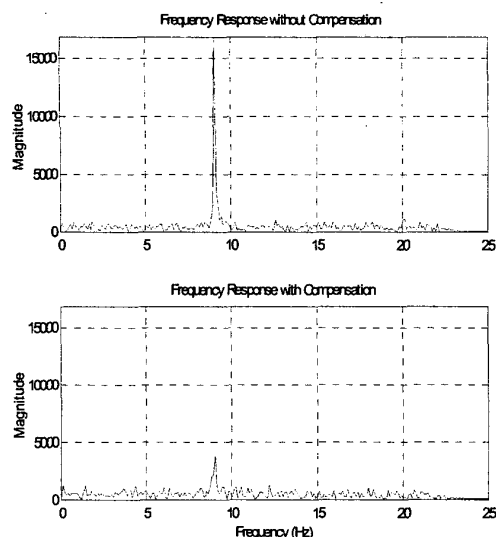 Frequency Response without Compensation
15000
10000
5000
0
Magnitude
0 5 10 15 20 25
Frequency Response with Compensation
15000
10000
5000
0
Magnitude
0 5 10 15 20 25
Frequency (Hz)